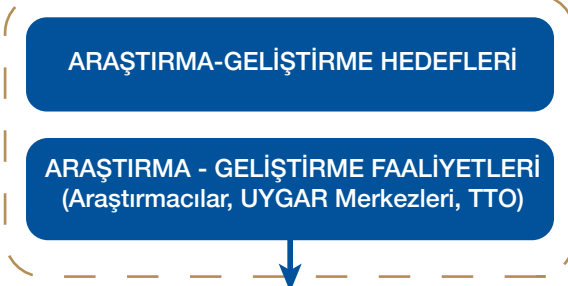 ARAŞTIRMA-GELİŞTİRME HEDEFLERİ
ARAŞTIRMA - GELİŞTİRME FAALİYETLERİ
(Araştırmacılar, UYGAR Merkezleri, TTO)